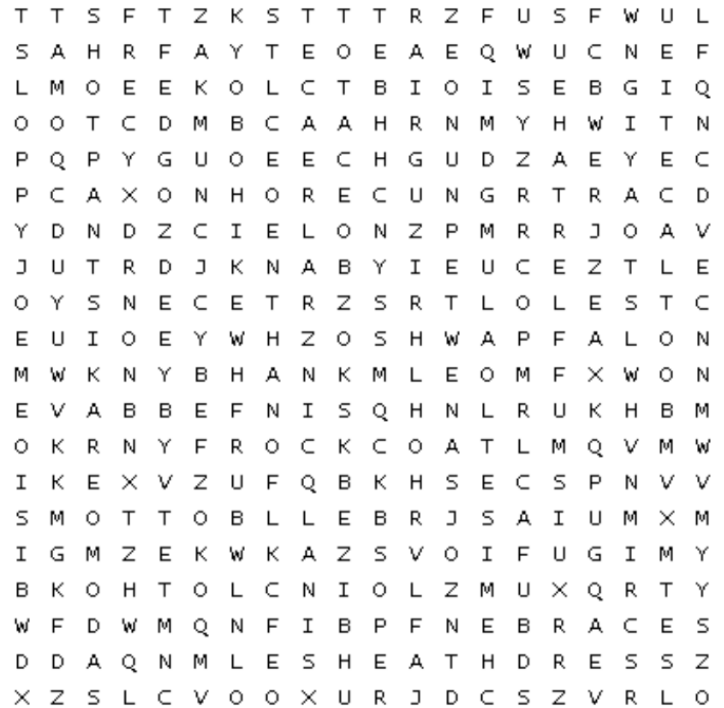 T T S F T Z K S T T T R Z F U S F W U L
S A H R F A Y T E O E A E Q W U C N E F
L M O E E K O L C T B I O I S E B G I Q
O O T C D M B C A A H R N M Y H W I T N
P Q P Y G U O E E C H G U D Z A E Y E C
P C A X O N H O R E C U N G R T R A C D
Y D N D Z C I E L O N Z P M R R J O A V
J U T R D J K N A B Y I E U C E Z T L E
O Y S N E C E T R Z S R T L O L E S T C
E U I O E Y W H Z O S H W A P F A L O N
M W K N Y B H A N K M L E O M F X W O N
E V A B B E F N I S Q H N L R U K H B M
O K R N Y F R O C K C O A T L M Q V M W
I K E X V Z U F Q B K H S E C S P N V V
S M O T T O B L L E B R J S A I U M X M
I G M Z E K W K A Z S V O I F U G I M Y
B K O H T O L C N I O L Z M U X Q R T Y
W F D W M Q N F I B P F N E B R A C E S
D D A Q N M L E S H E A T H D R E S S Z
X Z S L C V O O X U R J D C S Z V R L O